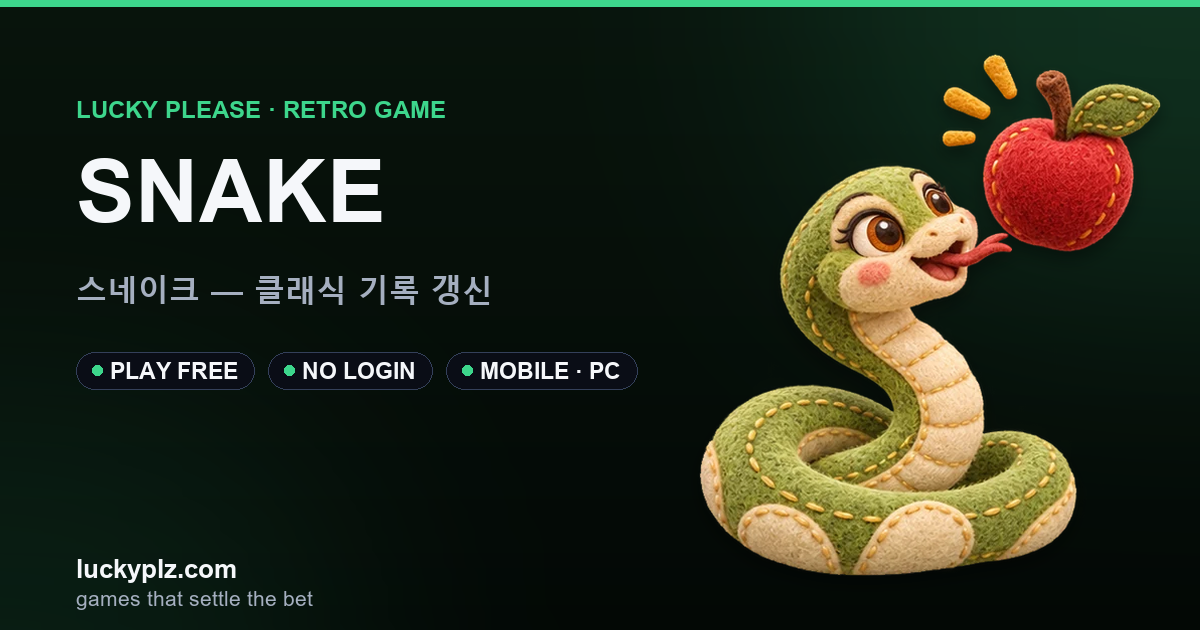 LUCKY PLEASE · RETRO GAME
SNAKE
스네이크 — 클래식 기록 갱신
PLAY FREE
NO LOGIN
MOBILE · PC
luckyplz.com
games that settle the bet